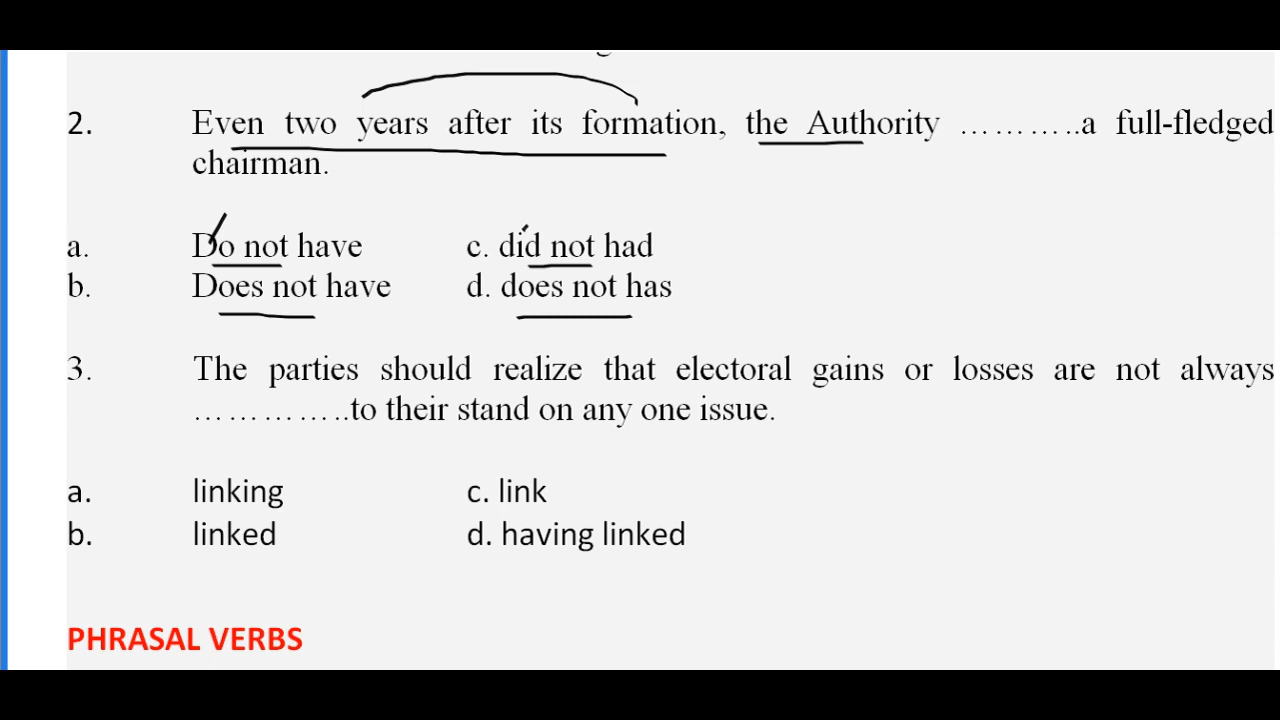 2. Even two years after its formation, the Authority ………..a full-fledged
chairman.
a. Do not have c. did not had
b. Does not have d. does not has
3. The parties should realize that electoral gains or losses are not always
…………..to their stand on any one issue.
a. linking c. link
b. linked d. having linked
PHRASAL VERBS